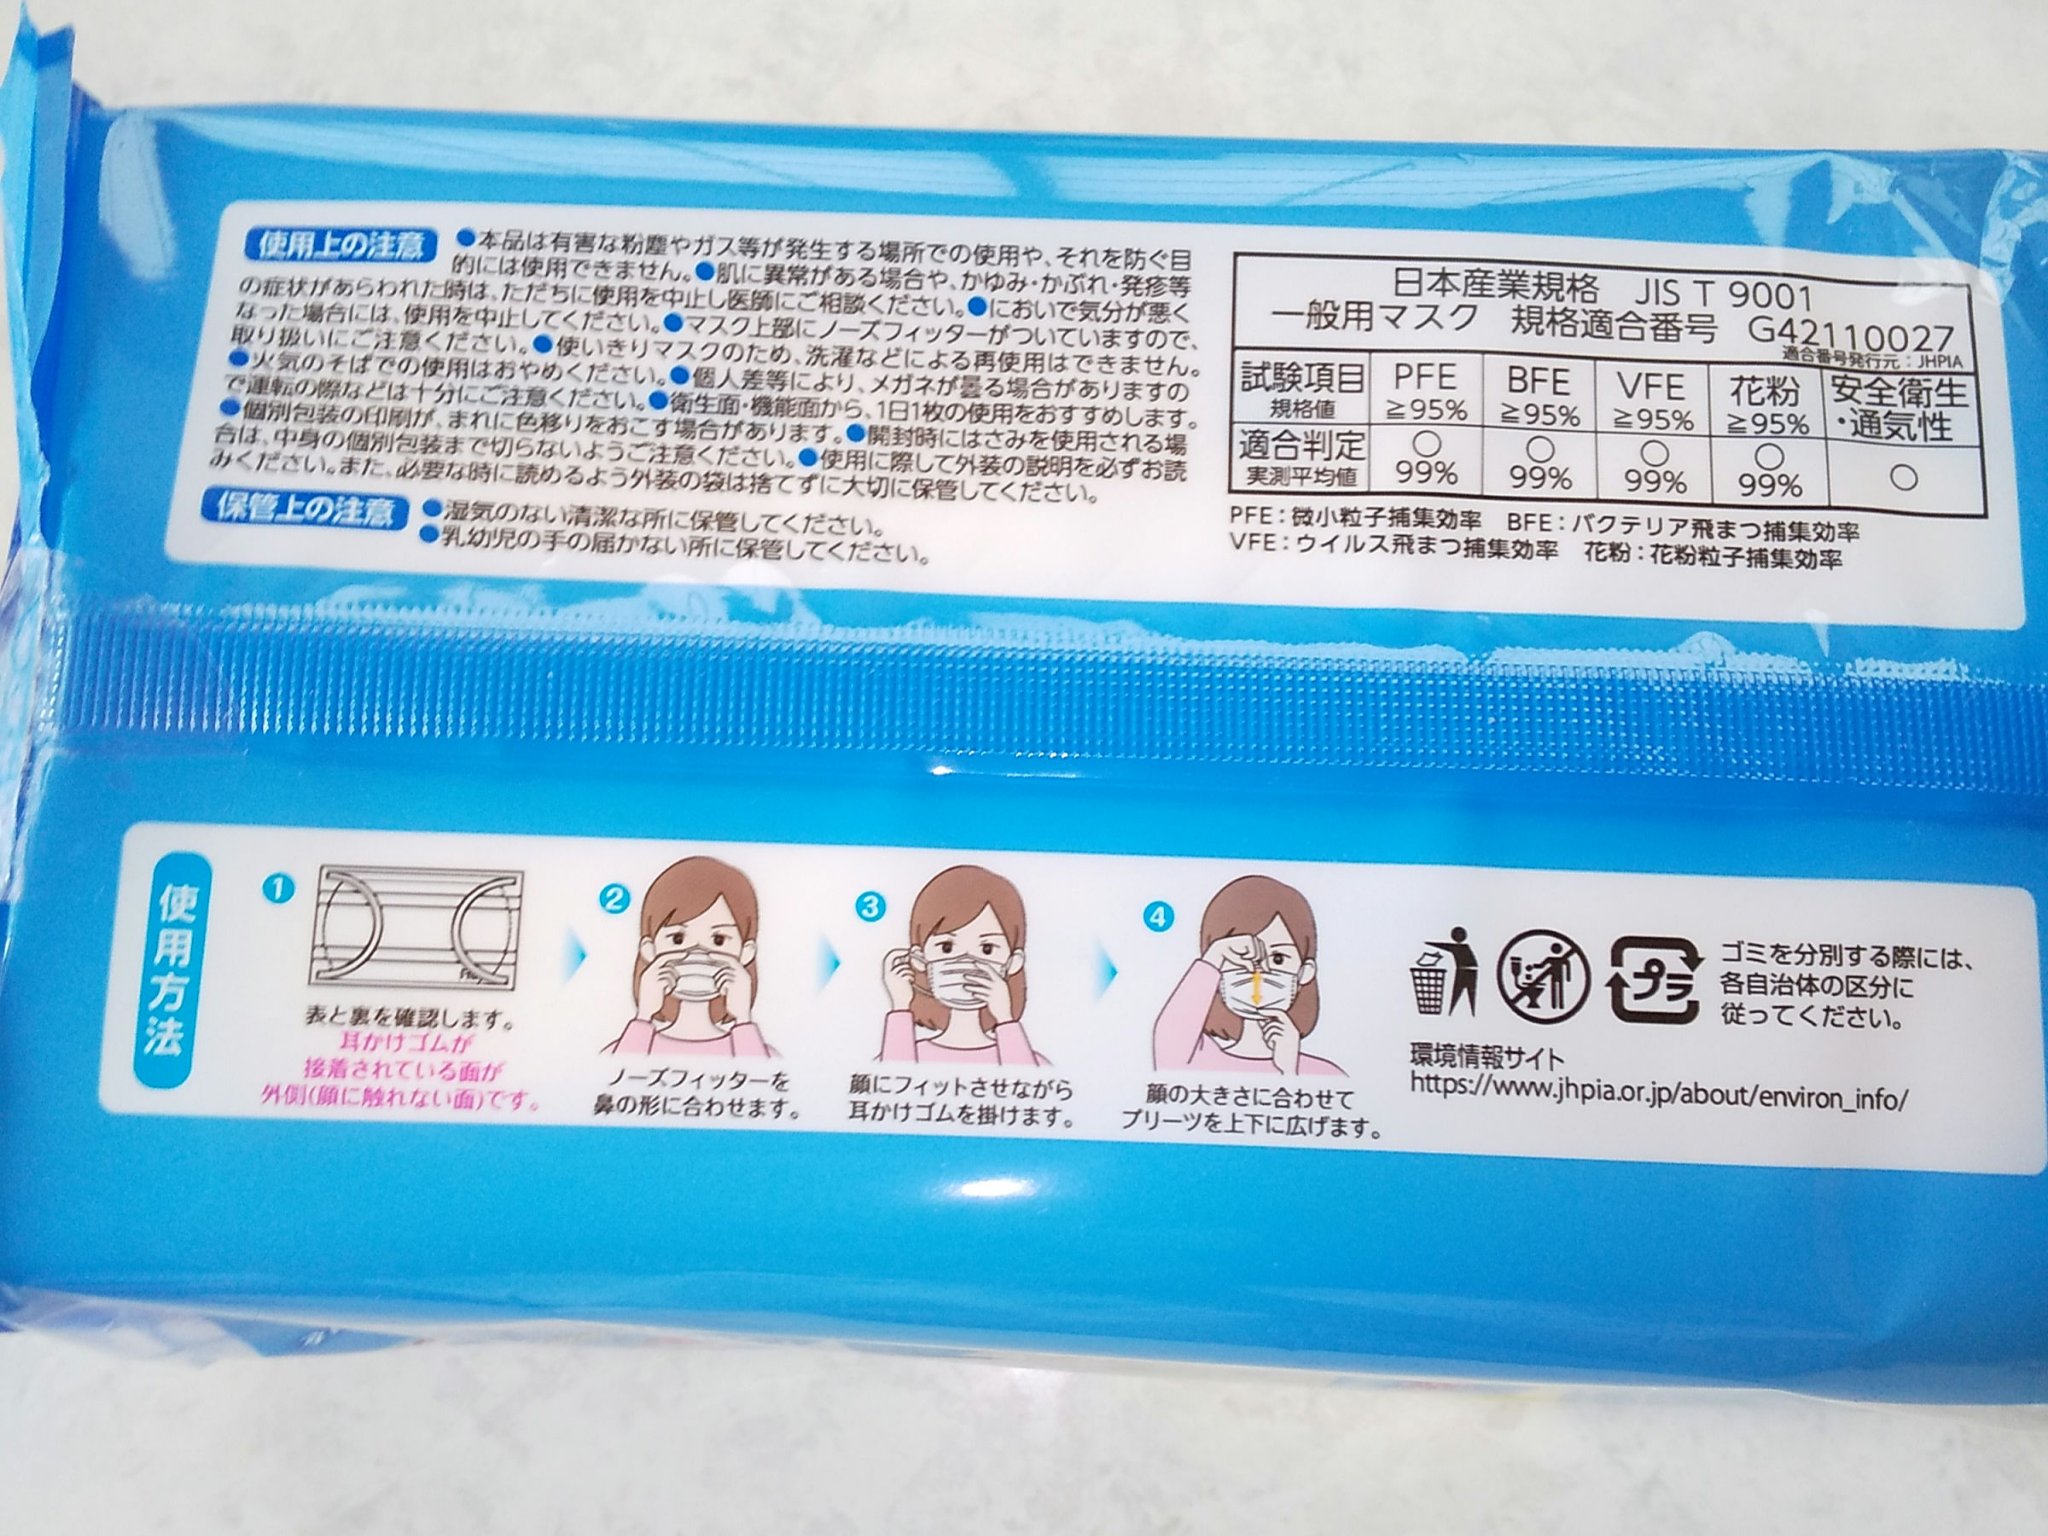 使用上の注意
●本品は有害な粉塵やガス等が発生する場所での使用や、それを防ぐ目
的には使用できません。●肌に異常がある場合や、かゆみ・かぶれ・発疹等
の症状があらわれた時は、ただちに使用を中止し医師にご相談ください。●においで気分が悪く
なった場合には、使用を中止してください。●マスク上部にノーズフィッターがついていますので、
取り扱いにご注意ください。●使いきりマスクのため、洗濯などによる再使用はできません。
●火気のそばでの使用はおやめください。●個人差等により、メガネが曇る場合がありますの
で運転の際などは十分にご注意ください。●衛生面・機能面から、1日1枚の使用をおすすめします。
●個別包装の印刷が、まれに色移りをおこす場合があります。●開封時にはさみを使用される場
合は、中身の個別包装まで切らないようご注意ください。●使用に際して外装の説明を必ずお読
みください。また、必要な時に読めるよう外装の袋は捨てずに大切に保管してください。
保管上の注意
●湿気のない清潔な所に保管してください。
●乳幼児の手の届かない所に保管してください。
日本産業規格 JIS T 9001
一般用マスク 規格適合番号 G42110027
適合番号発行元:JHPIA
試験項目 PFE BFE VFE 花粉 安全衛生
規格値 ≧95% ≧95% ≧95% ≧95% ・通気性
適合判定 ○ ○ ○ ○ ○
実測平均値 99% 99% 99% 99%
PFE:微小粒子捕集効率 BFE:バクテリア飛まつ捕集効率
VFE:ウイルス飛まつ捕集効率 花粉:花粉粒子捕集効率
使用方法
1
表と裏を確認します。
耳かけゴムが
接着されている面が
外側(顔に触れない面)です。
2
ノーズフィッターを
鼻の形に合わせます。
3
顔にフィットさせながら
耳かけゴムを掛けます。
4
顔の大きさに合わせて
プリーツを上下に広げます。
プラ
ゴミを分別する際には、
各自治体の区分に
従ってください。
環境情報サイト
https://www.jhpia.or.jp/about/environ_info/